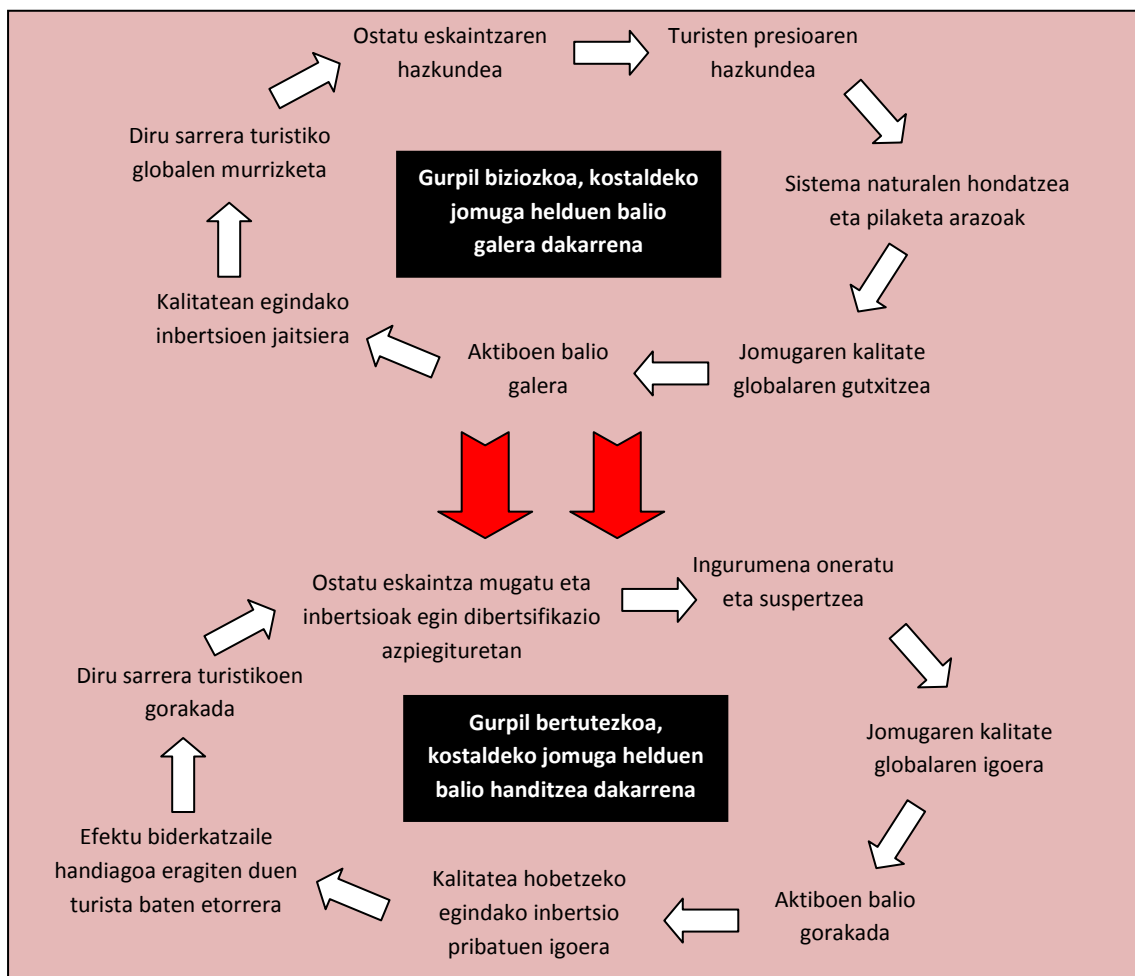 Ostatu eskaintzaren
hazkundea
Turisten presioaren
hazkundea
Diru sarrera turistiko
globalen murrizketa
Gurpil biziozkoa, kostaldeko
jomuga helduen balio
galera dakarrena
Sistema naturalen hondatzea
eta pilaketa arazoak
Kalitatean egindako
inbertsioen jaitsiera
Aktiboen balio
galera
Jomugaren kalitate
globalaren gutxitzea
Ostatu eskaintza mugatu eta
inbertsioak egin dibertsifikazio
azpiegituretan
Ingurumena oneratu
eta suspertzea
Diru sarrera turistikoen
gorakada
Gurpil bertutezkoa,
kostaldeko jomuga helduen
balio handitzea dakarrena
Jomugaren kalitate
globalaren igoera
Efektu biderkatzaile
handiagoa eragiten duen
turista baten etorrera
Kalitatea hobetzeko
egindako inbertsio
pribatuen igoera
Aktiboen balio
gorakada